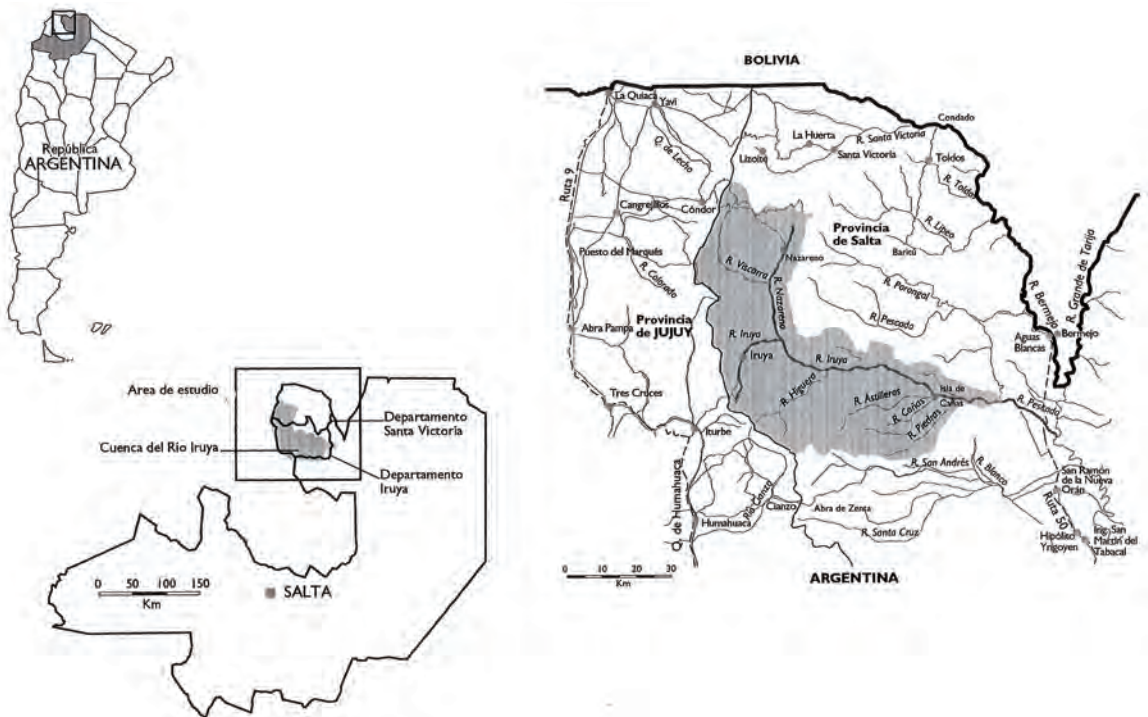 República
ARGENTINA
Area de estudio
Departamento
Santa Victoria
Cuenca del Río Iruya
Departamento
Iruya
0 50 100 150
Km
SALTA
BOLIVIA
La Quiaca
Yavi
Condado
La Huerta
R. Santa Victoria
Q. de Lecho
Lizoite
Santa Victoria
Toldos
Ruta 9
R. Toldo
Cangrejillos
Cóndor
R. Lipeo
Provincia
de Salta
Puesto del Marqués
Nazareno
Baritú
R. Grande de Tarija
R. Colorado
R. Viscarra
R. Porongal
R. Bermejo
R. Nazareno
R. Pescado
Provincia
de JUJUY
Abra Pampa
R. Iruya
Aguas
Blancas
Bermejo
Iruya
R. Iruya
R. Higuera
Isla de
Cañas
Tres Cruces
R. Astilleros
R. Cañas
R. Pescado
R. Piedras
Iturbe
R. San Andrés
R. Blanco
San Ramón
de la Nueva
Orán
Q. de Humahuaca
Río Cianzo
Cianzo
Abra de Zenta
Ruta 50
Humahuaca
R. Santa Cruz
Ing. San
Martín del
Tabacal
Hipólito
Yrigoyen
0 10 20 30
Km
ARGENTINA